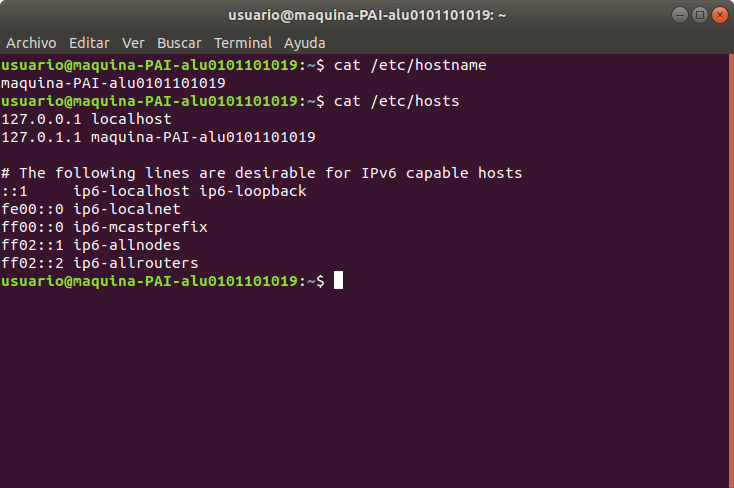 usuario@maquina-PAI-alu0101101019: ~
Archivo Editar Ver Buscar Terminal Ayuda
usuario@maquina-PAI-alu0101101019:~$ cat /etc/hostname
maquina-PAI-alu0101101019
usuario@maquina-PAI-alu0101101019:~$ cat /etc/hosts
127.0.0.1 localhost
127.0.1.1 maquina-PAI-alu0101101019
# The following lines are desirable for IPv6 capable hosts
::1     ip6-localhost ip6-loopback
fe00::0 ip6-localnet
ff00::0 ip6-mcastprefix
ff02::1 ip6-allnodes
ff02::2 ip6-allrouters
usuario@maquina-PAI-alu0101101019:~$